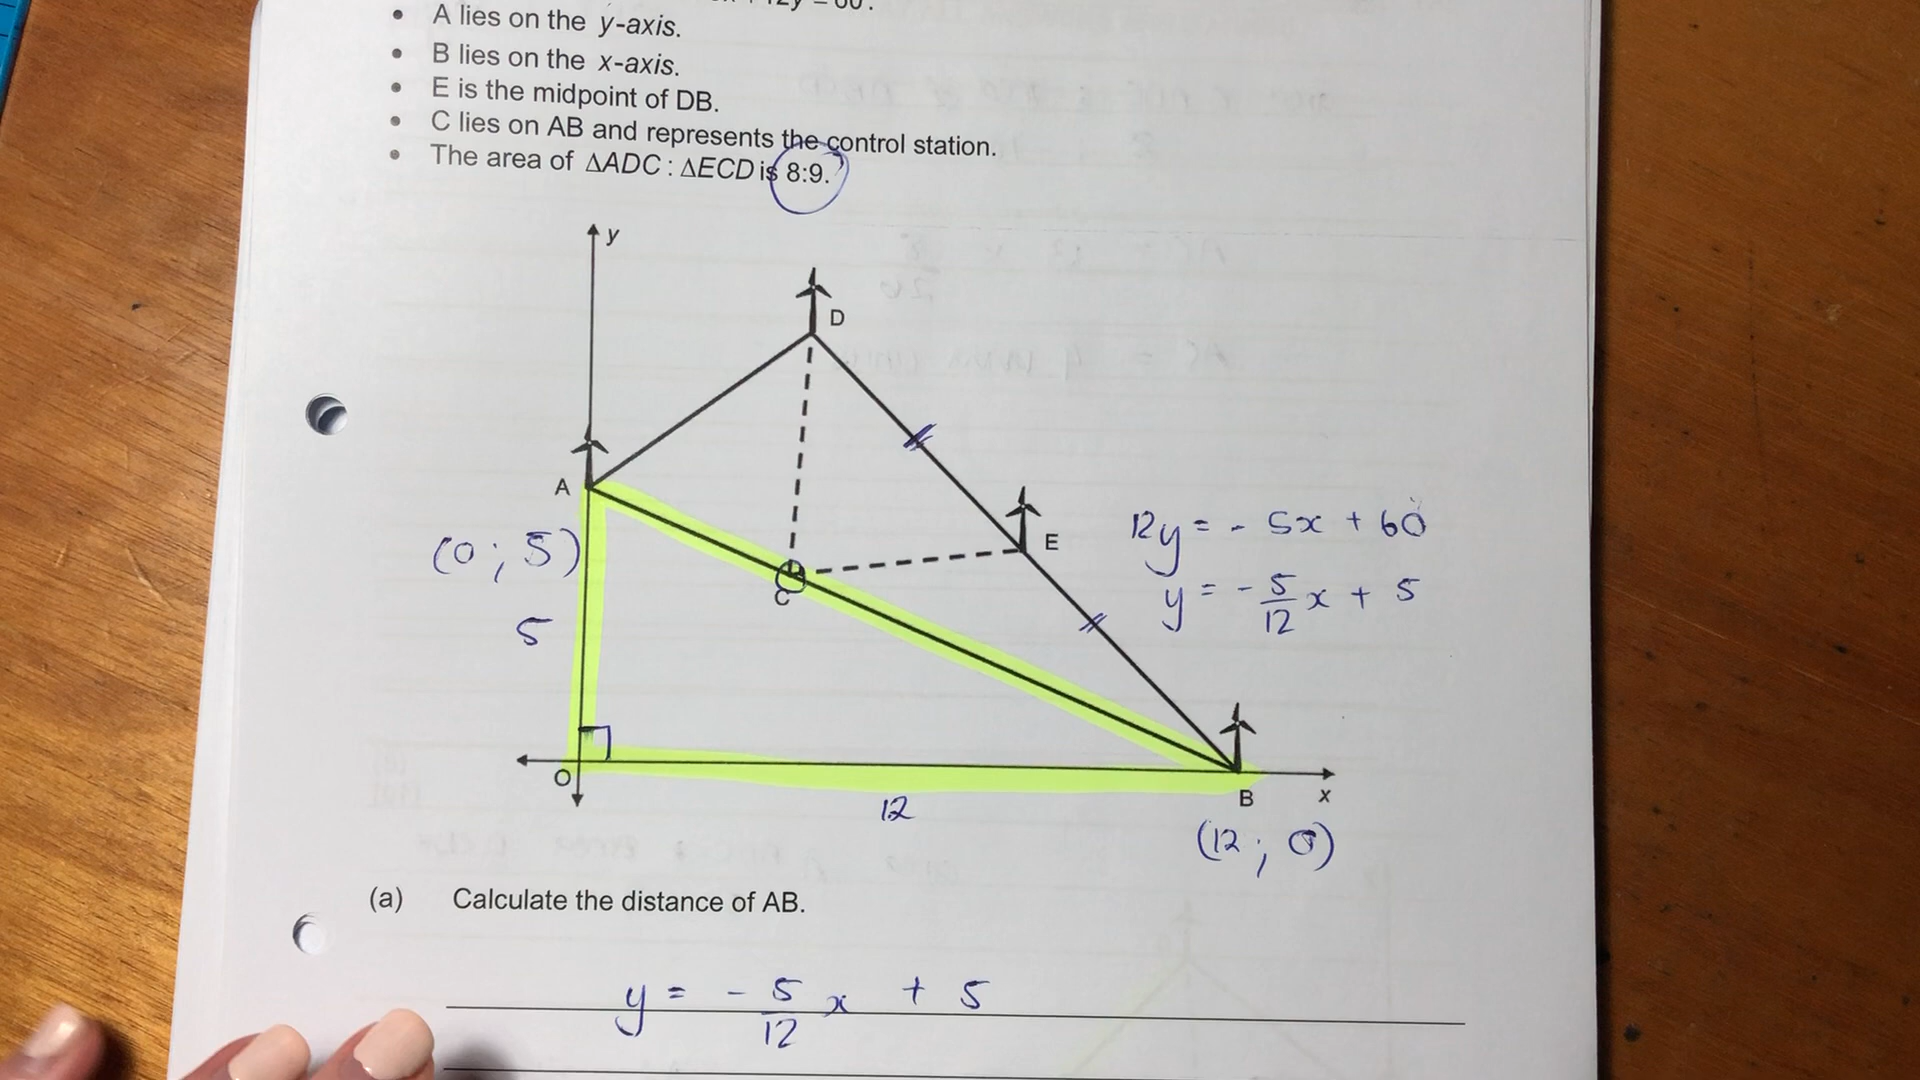 12y = 60.
• A lies on the y-axis.
• B lies on the x-axis.
• E is the midpoint of DB.
• C lies on AB and represents the control station.
• The area of ΔADC : ΔECD is 8:9.
y
D
A
(0 ; 5)
E
12y = - 5x + 60
y = - 5/12 x + 5
C
5
O
B
x
12
(12 ; 0)
(a) Calculate the distance of AB.
y = - 5/12 x + 5